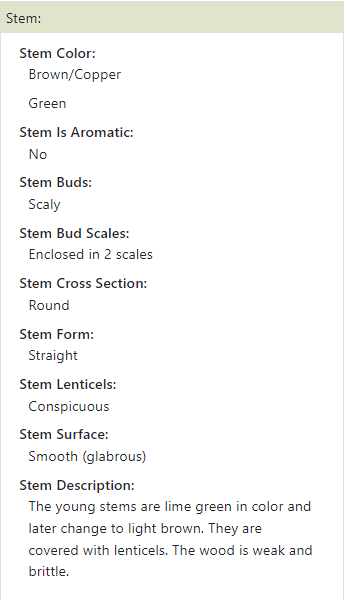 Stem:
Stem Color:
Brown/Copper
Green
Stem Is Aromatic:
No
Stem Buds:
Scaly
Stem Bud Scales:
Enclosed in 2 scales
Stem Cross Section:
Round
Stem Form:
Straight
Stem Lenticels:
Conspicuous
Stem Surface:
Smooth (glabrous)
Stem Description:
The young stems are lime green in color and
later change to light brown. They are
covered with lenticels. The wood is weak and
brittle.